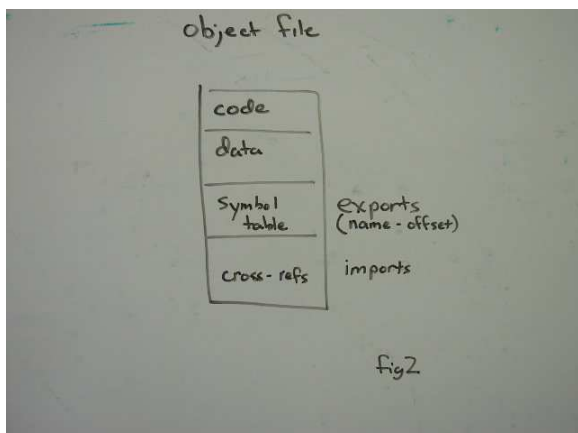 object file
code
data
Symbol
table
exports
(name - offset)
cross-refs
imports
fig2